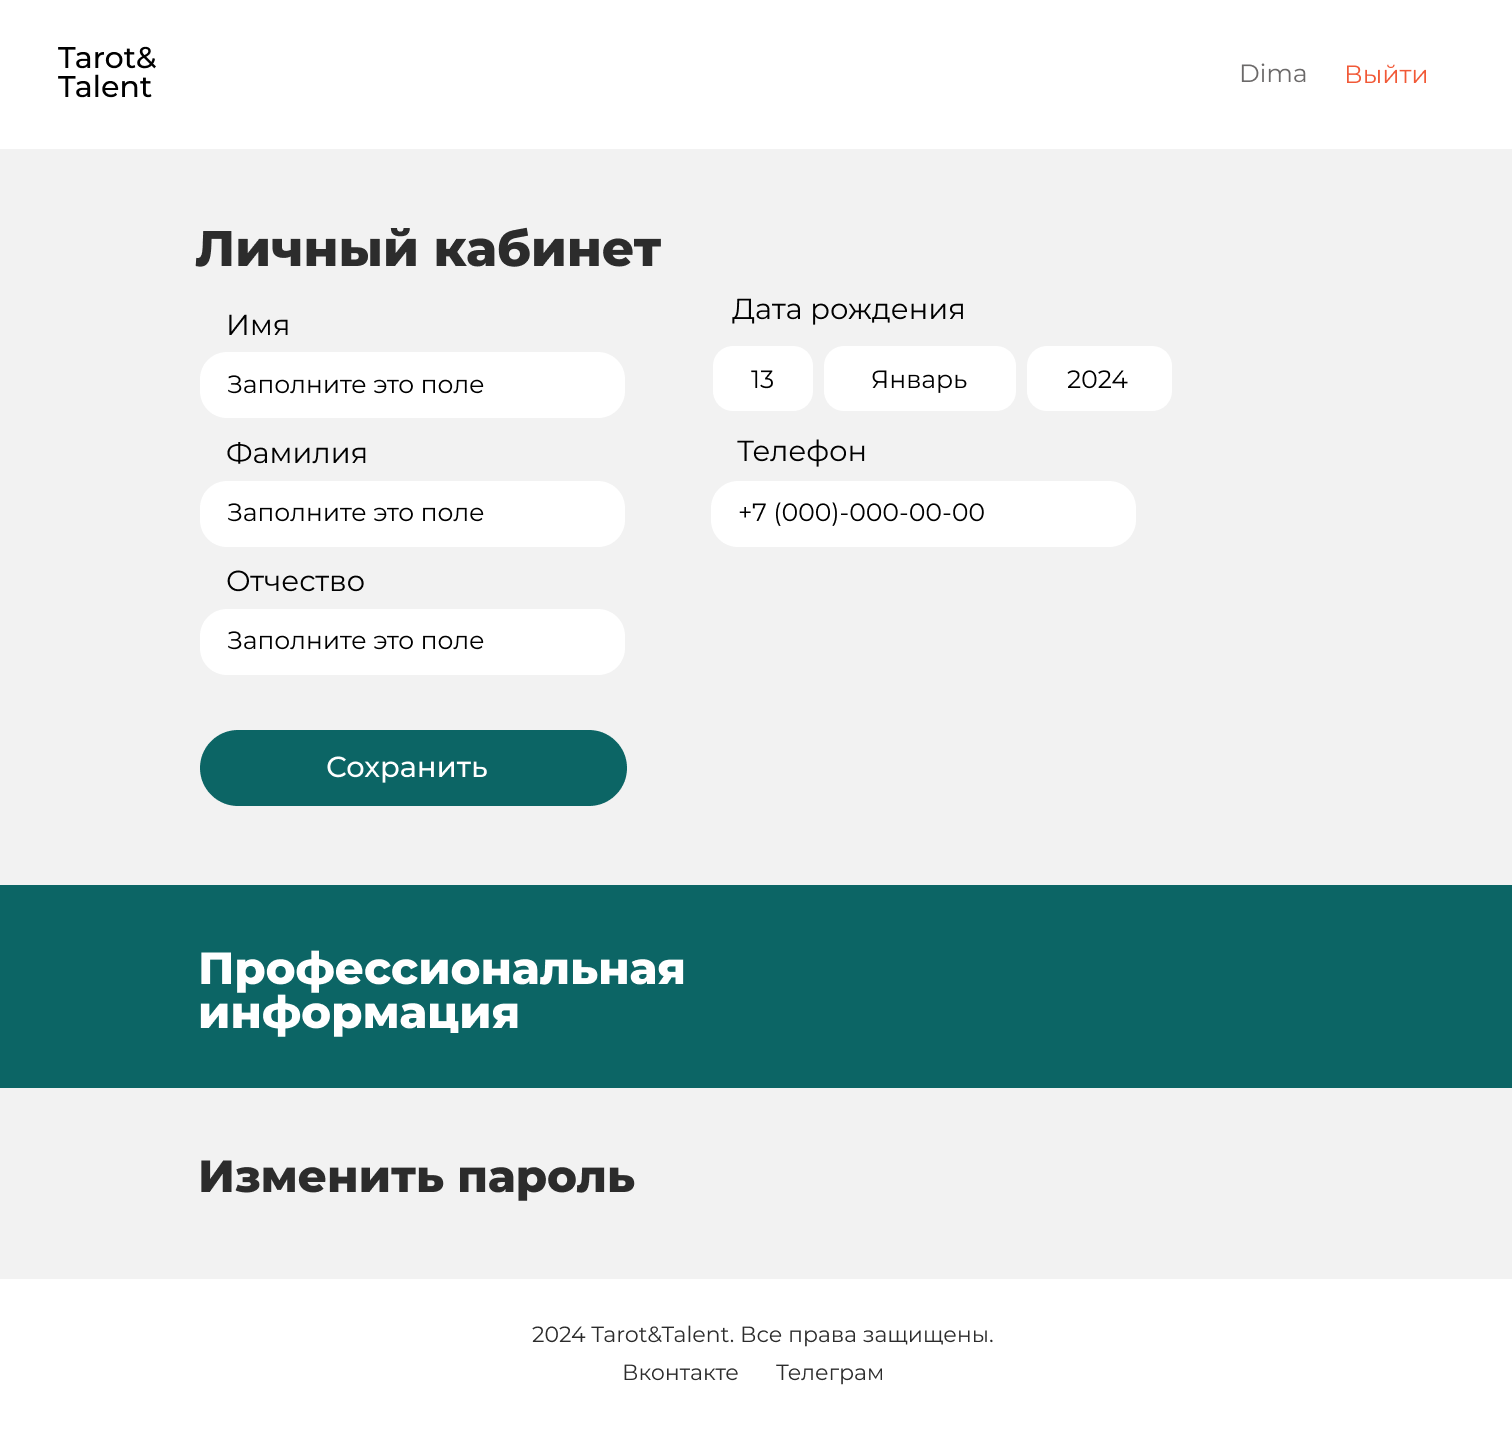 Tarot&
Talent
Dima Выйти
Личный кабинет
Имя
Заполните это поле
Фамилия
Заполните это поле
Отчество
Заполните это поле
Дата рождения
13 Январь 2024
Телефон
+7 (000)-000-00-00
Сохранить
Профессиональная
информация
Изменить пароль
2024 Tarot&Talent. Все права защищены.
Вконтакте Телеграм